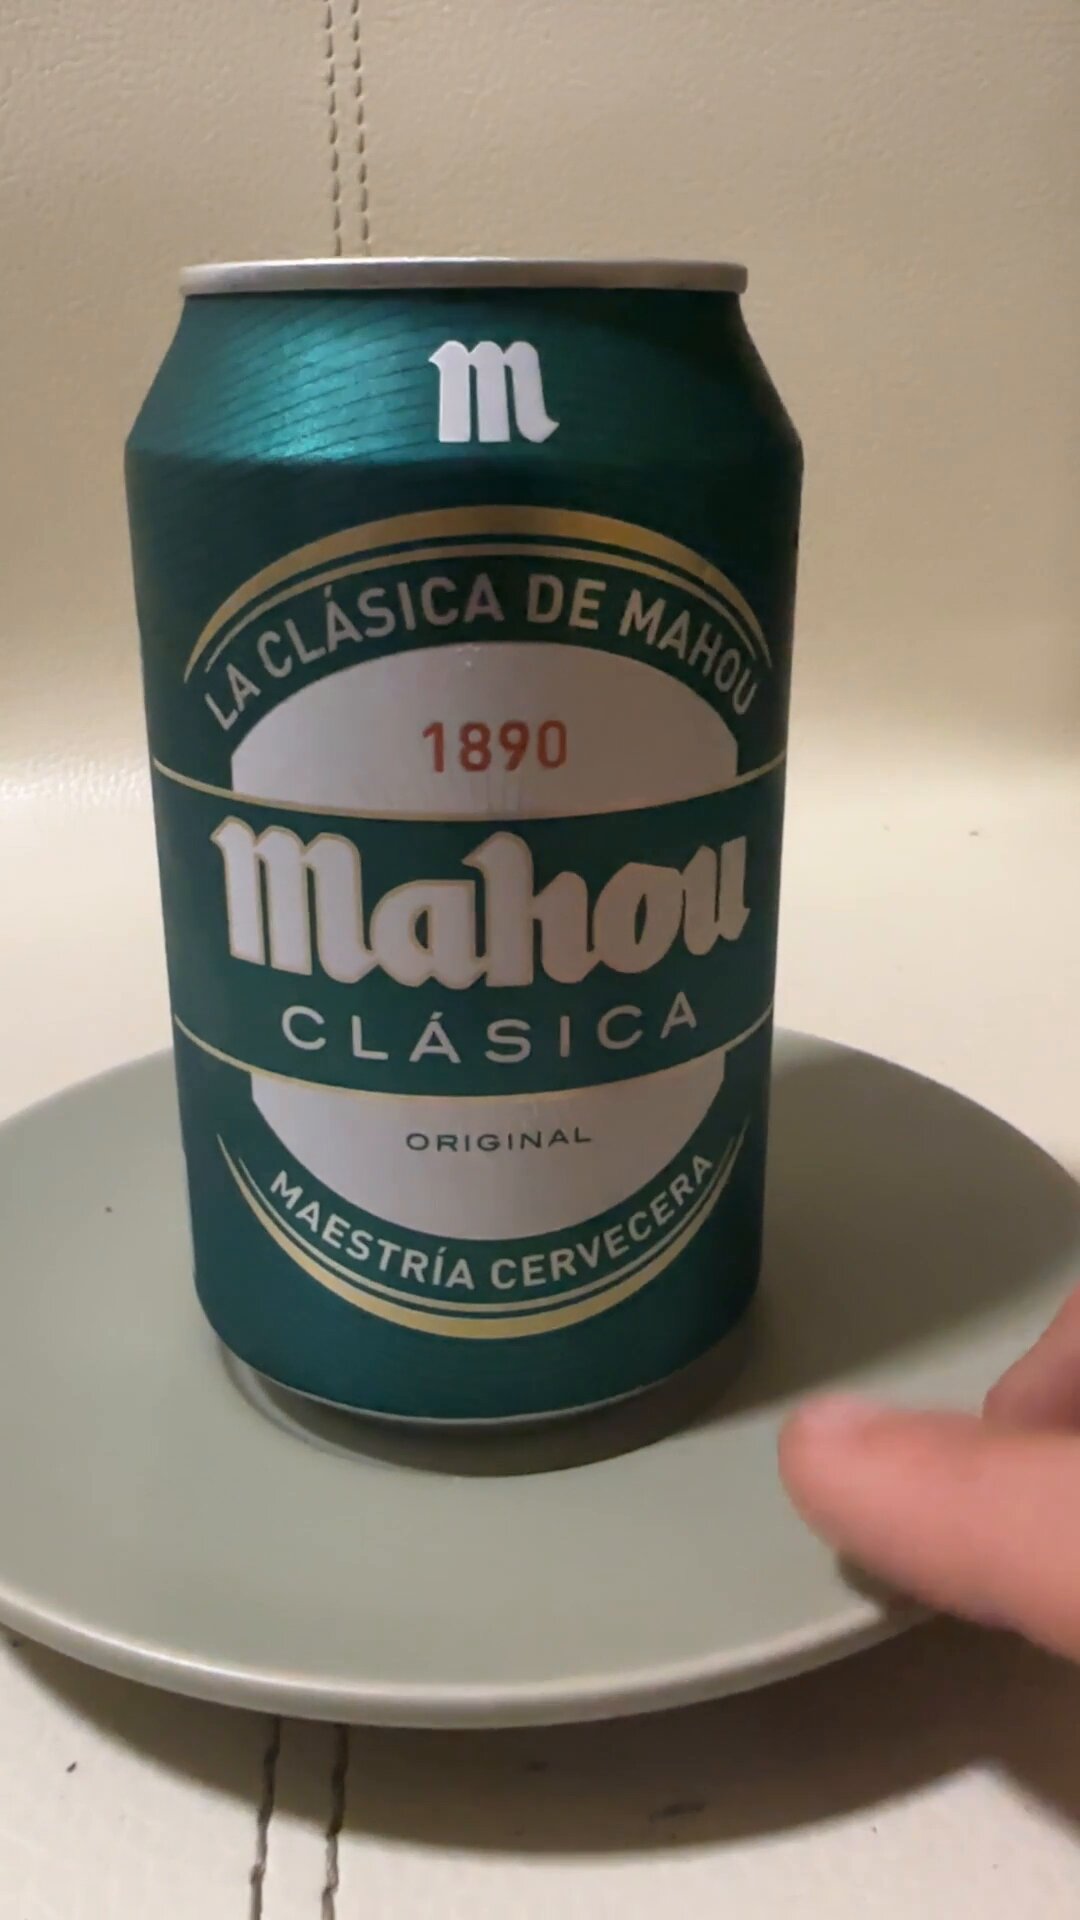 m
LA CLÁSICA DE MAHOU
1890
Mahou
CLÁSICA
ORIGINAL
MAESTRÍA CERVECERA